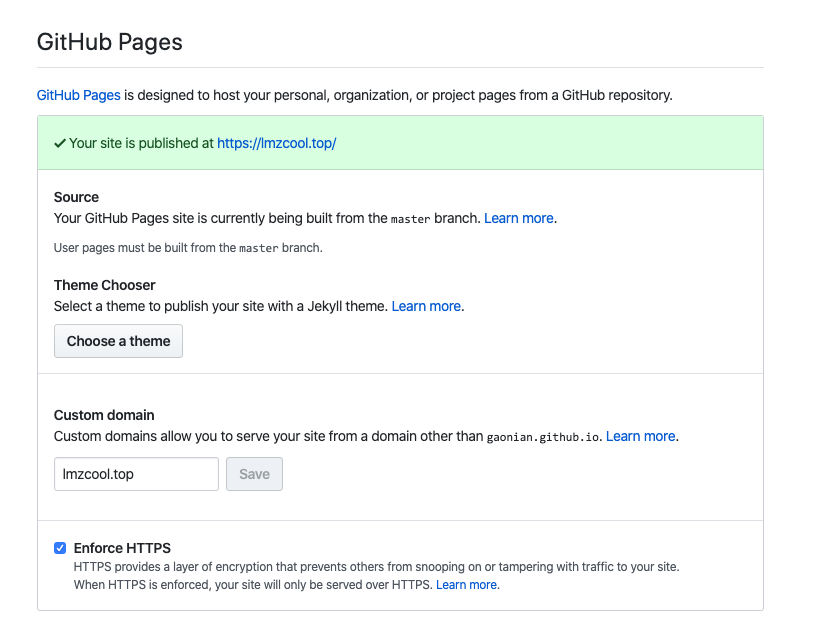 GitHub Pages
GitHub Pages is designed to host your personal, organization, or project pages from a GitHub repository.
✓ Your site is published at https://lmzcool.top/
Source
Your GitHub Pages site is currently being built from the master branch. Learn more.
User pages must be built from the master branch.
Theme Chooser
Select a theme to publish your site with a Jekyll theme. Learn more.
Choose a theme
Custom domain
Custom domains allow you to serve your site from a domain other than gaonian.github.io. Learn more.
lmzcool.top Save
Enforce HTTPS
HTTPS provides a layer of encryption that prevents others from snooping on or tampering with traffic to your site.
When HTTPS is enforced, your site will only be served over HTTPS. Learn more.